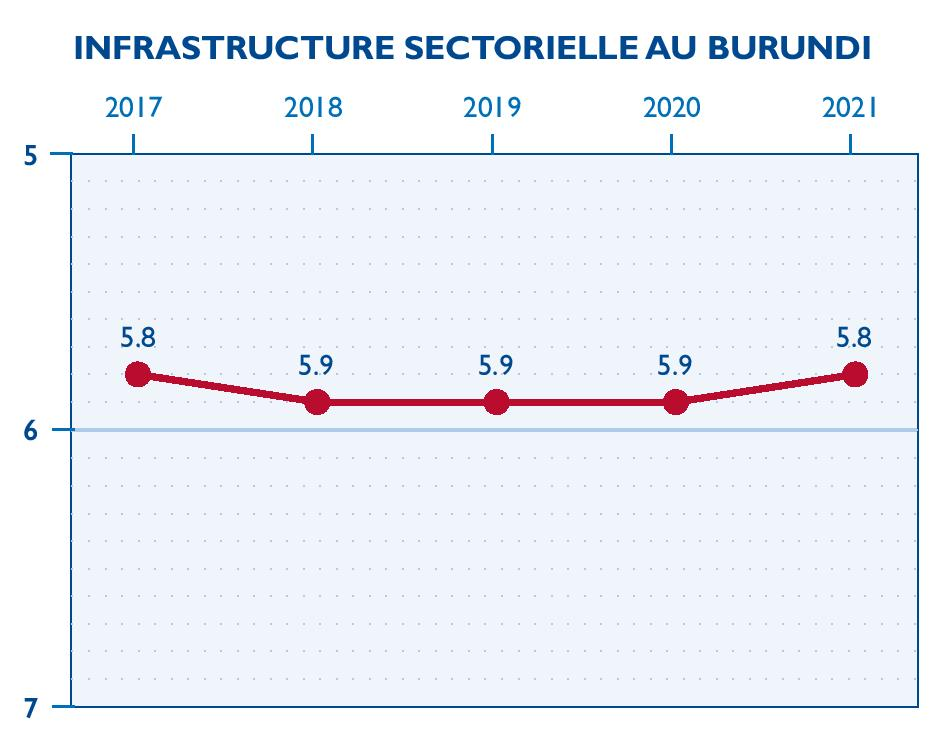 INFRASTRUCTURE SECTORIELLE AU BURUNDI
2017 2018 2019 2020 2021
5
5.8 5.9 5.9 5.9 5.8
6
7